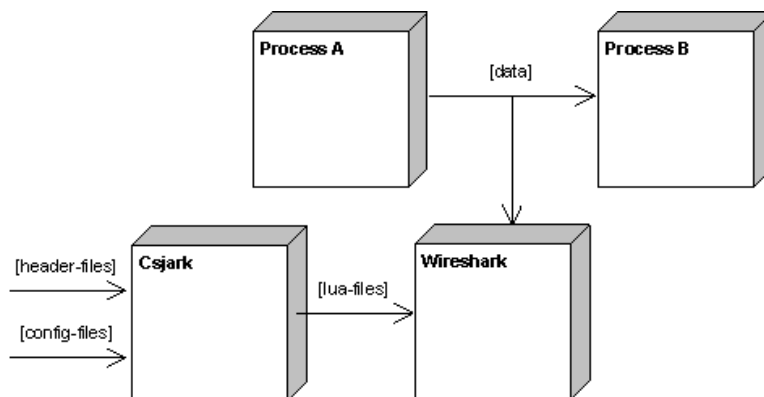 Process A
[data]
Process B
[header-files]
Csjark
[lua-files]
Wireshark
[config-files]